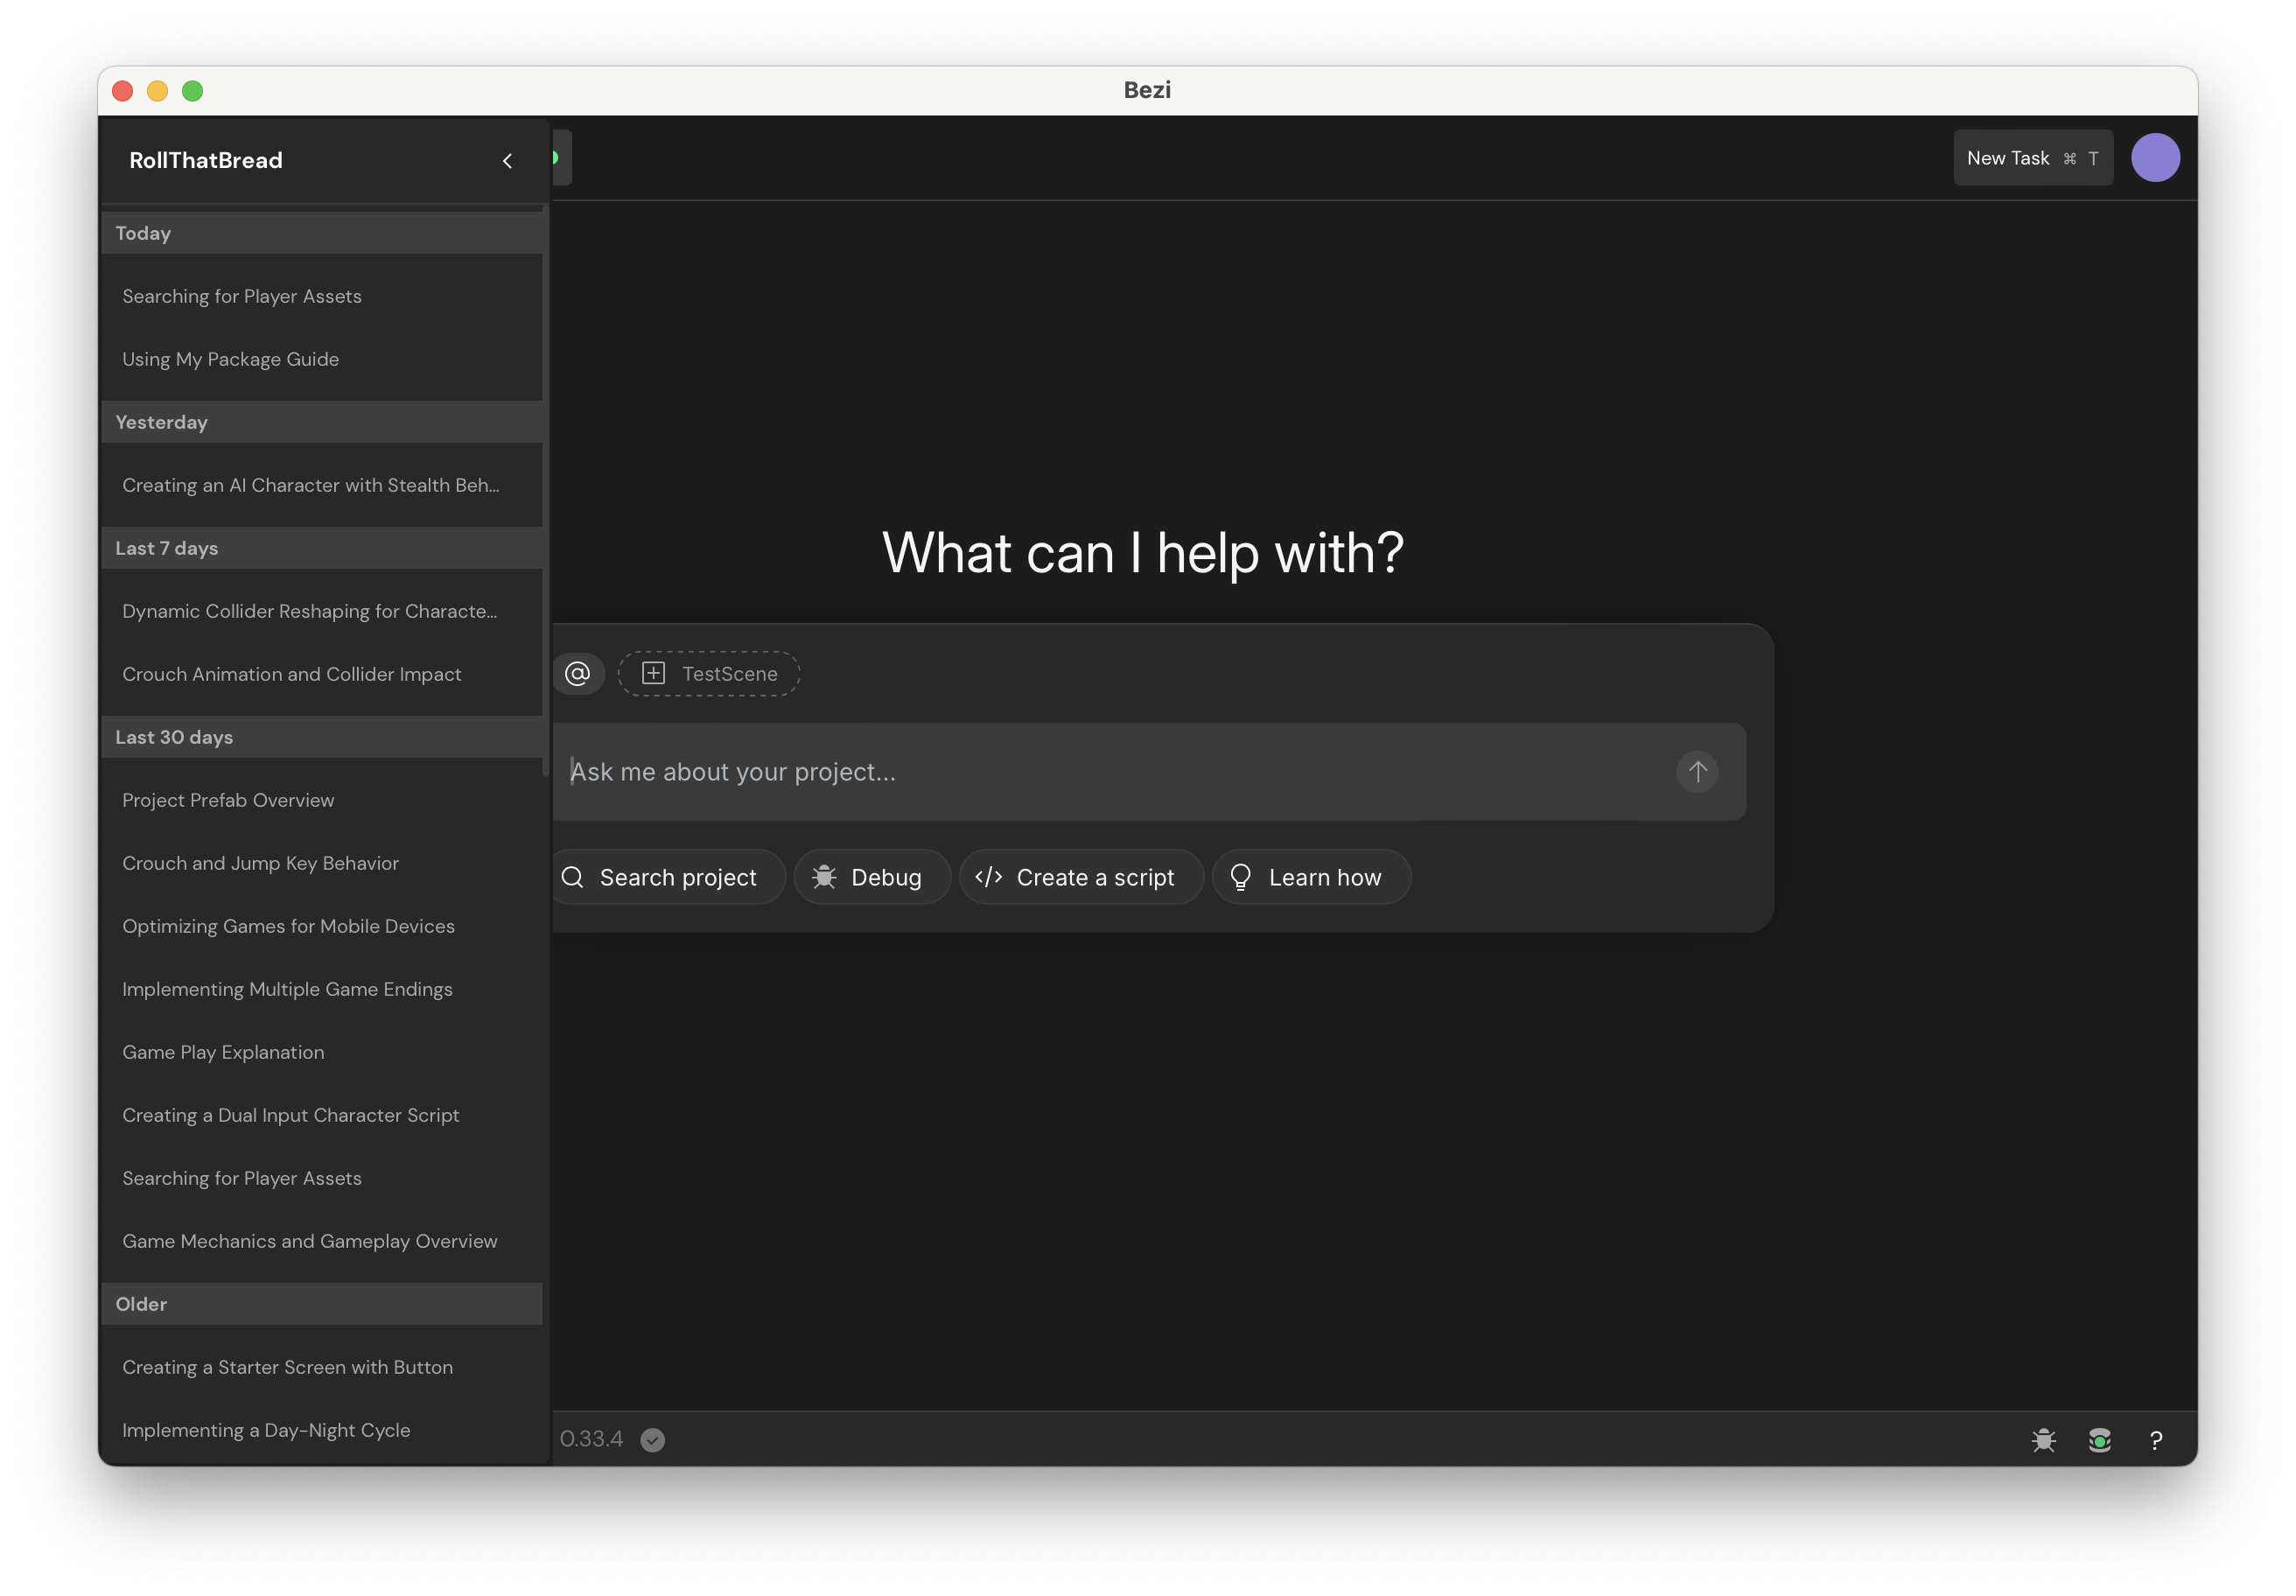 Bezi
RollThatBread
New Task ⌘ T
Today
Searching for Player Assets
Using My Package Guide
Yesterday
Creating an AI Character with Stealth Beh...
Last 7 days
Dynamic Collider Reshaping for Characte...
Crouch Animation and Collider Impact
Last 30 days
Project Prefab Overview
Crouch and Jump Key Behavior
Optimizing Games for Mobile Devices
Implementing Multiple Game Endings
Game Play Explanation
Creating a Dual Input Character Script
Searching for Player Assets
Game Mechanics and Gameplay Overview
Older
Creating a Starter Screen with Button
Implementing a Day-Night Cycle
What can I help with?
@ TestScene
Ask me about your project...
Search project
Debug
</> Create a script
Learn how
0.33.4
?